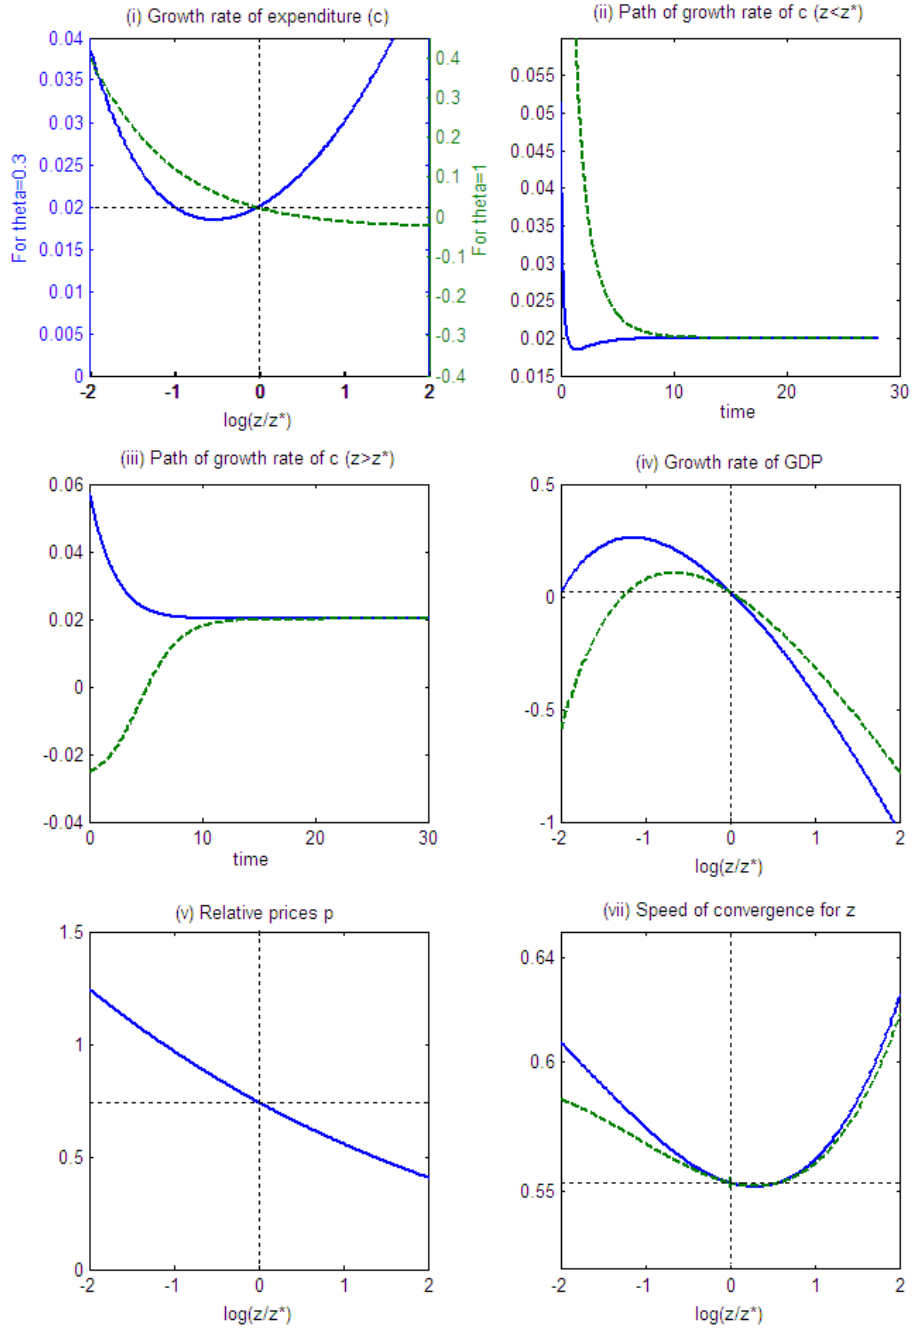 (i) Growth rate of expenditure (c)
0.04
0.035
0.03
0.025
0.02
0.015
0.01
0.005
0
For theta=0.3
0.4
0.3
0.2
0.1
0
-0.1
-0.2
-0.3
-0.4
For theta=1
-2 -1 0 1 2
log(z/z*)
(ii) Path of growth rate of c (z<z*)
0.055
0.05
0.045
0.04
0.035
0.03
0.025
0.02
0.015
0 10 20 30
time
(iii) Path of growth rate of c (z>z*)
0.06
0.04
0.02
0
-0.02
-0.04
0 10 20 30
time
(iv) Growth rate of GDP
0.5
0
-0.5
-1
-2 -1 0 1 2
log(z/z*)
(v) Relative prices p
1.5
1
0.5
0
-2 -1 0 1 2
log(z/z*)
(vii) Speed of convergence for z
0.64
0.6
0.55
-2 -1 0 1 2
log(z/z*)